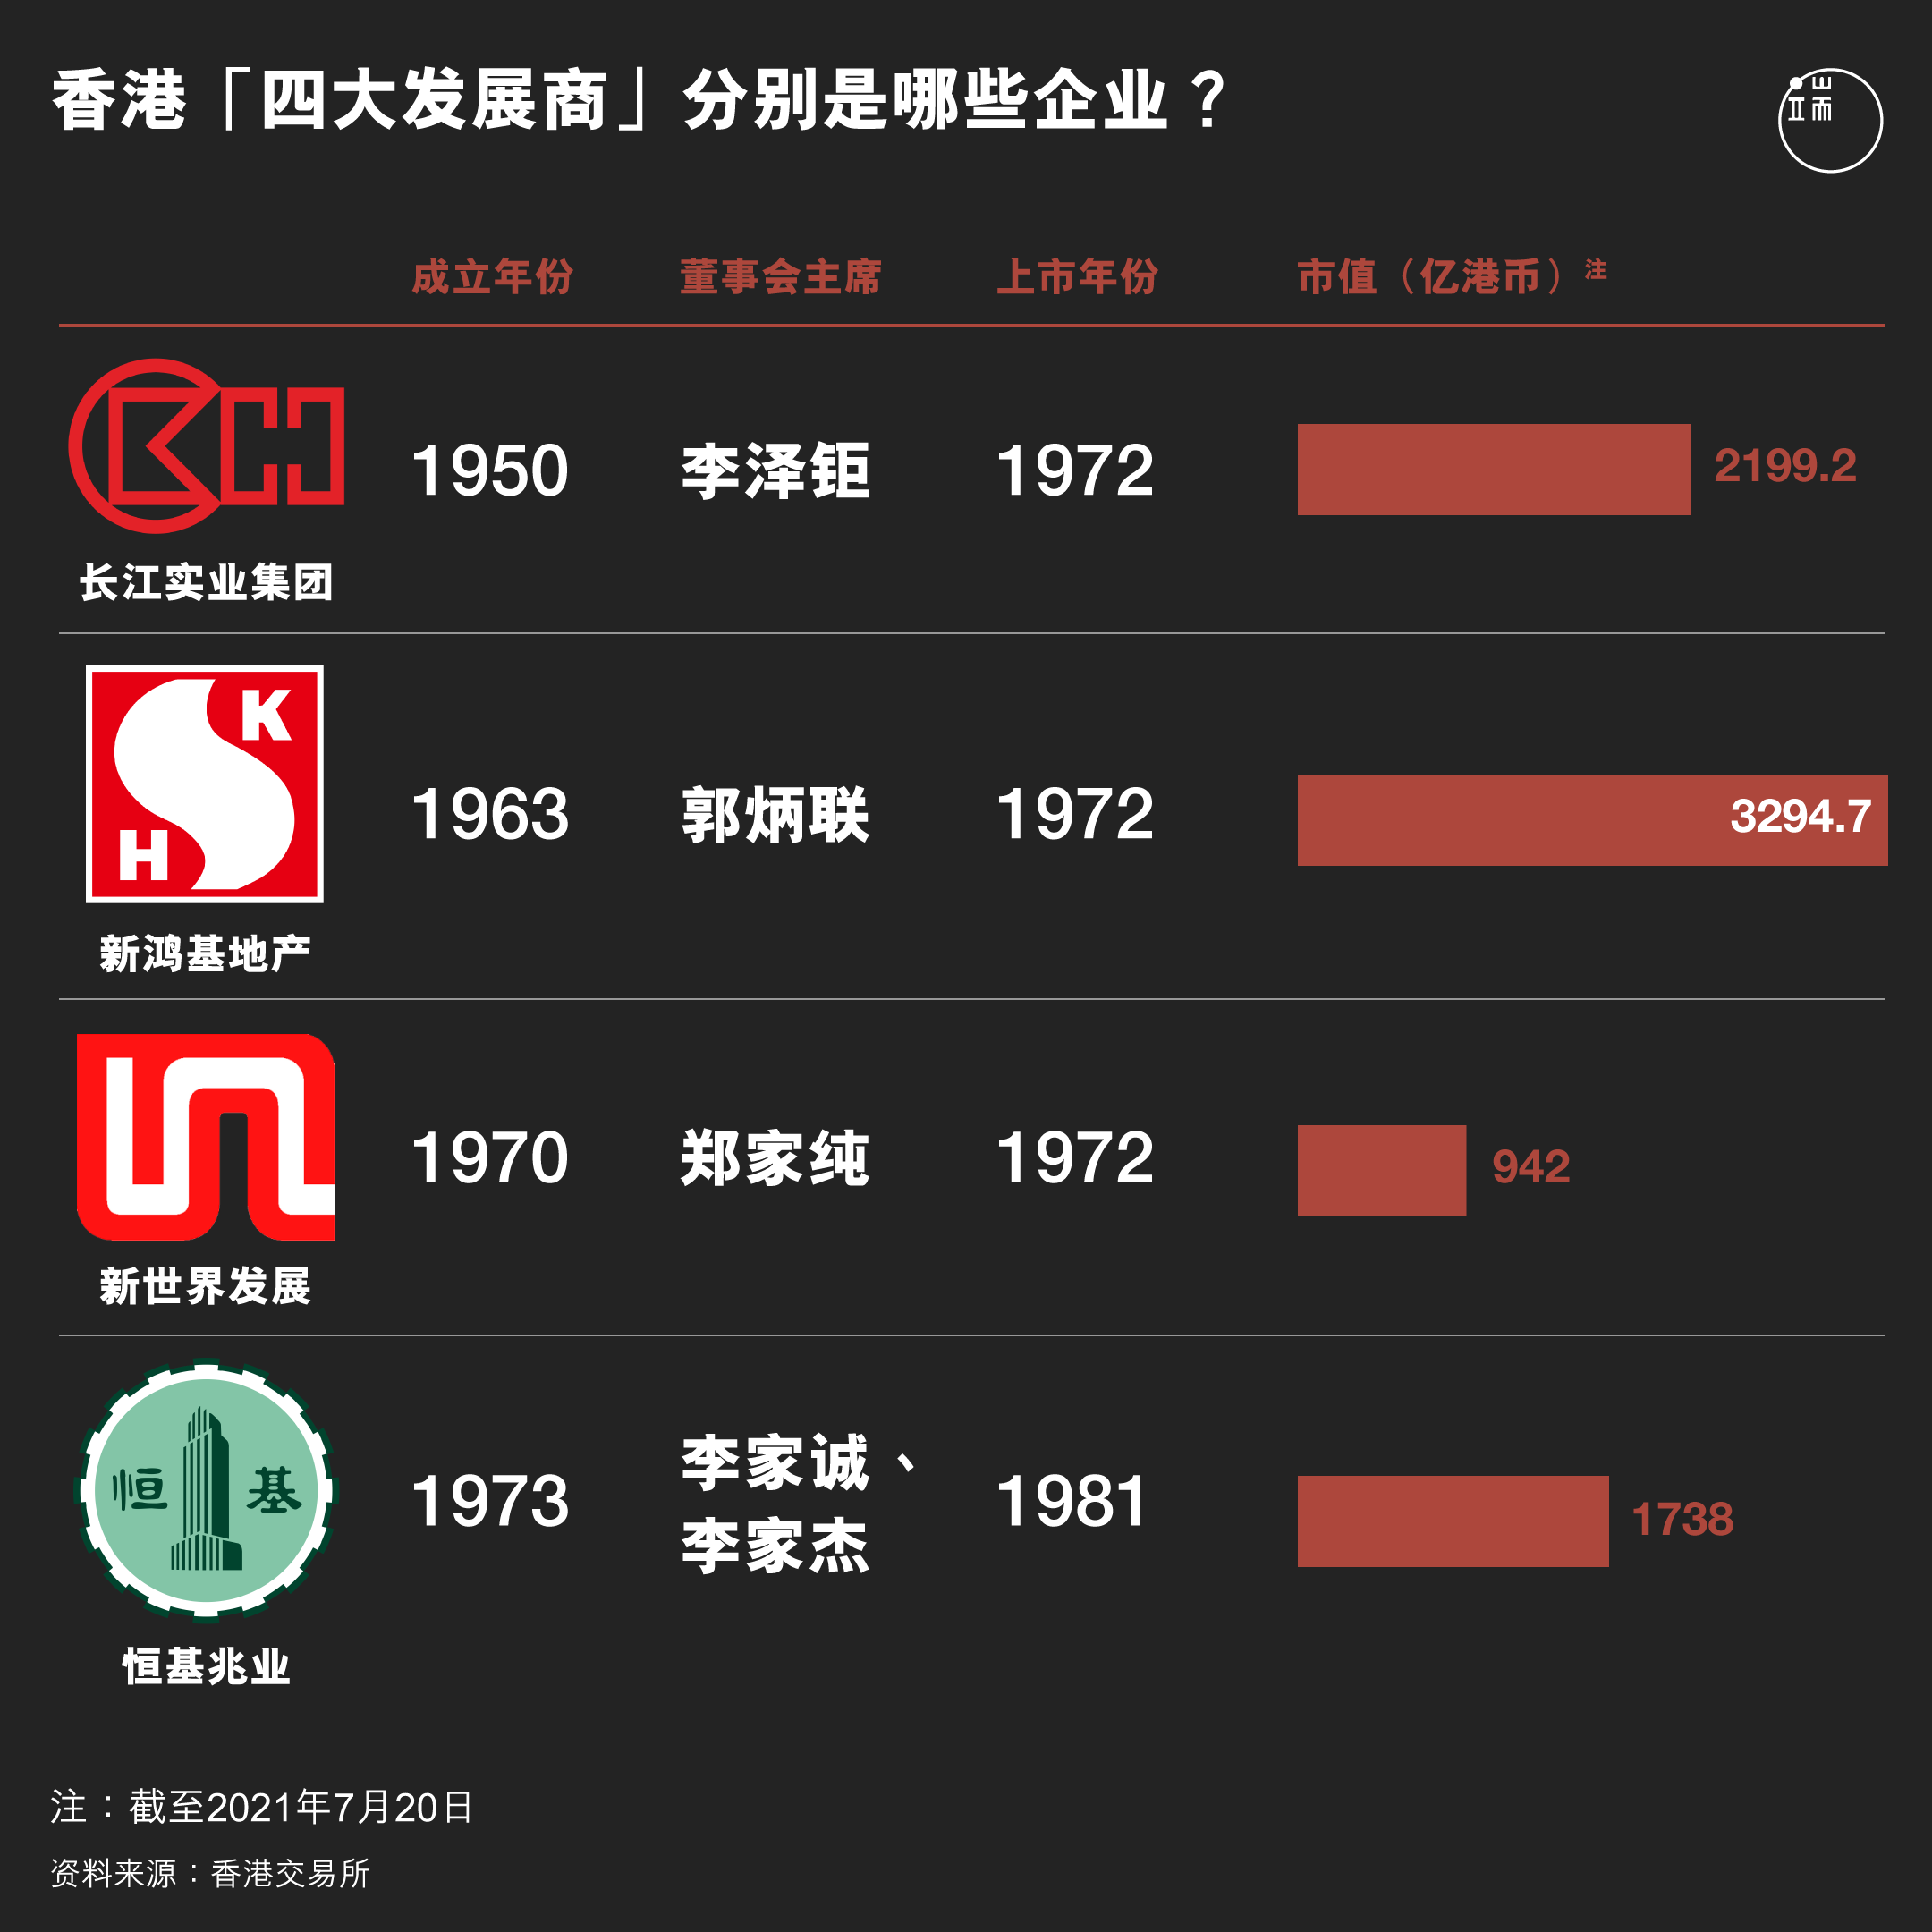 香港「四大发展商」分别是哪些企业？
端
成立年份 董事会主席 上市年份 市值（亿港币）注
CKH
长江实业集团
1950 李泽钜 1972 2199.2
S K H
新鸿基地产
1963 郭炳联 1972 3294.7
新世界发展
1970 郑家纯 1972 942
恒基
恒基兆业
1973 李家诚、
李家杰
1981 1738
注：截至2021年7月20日
资料来源：香港交易所